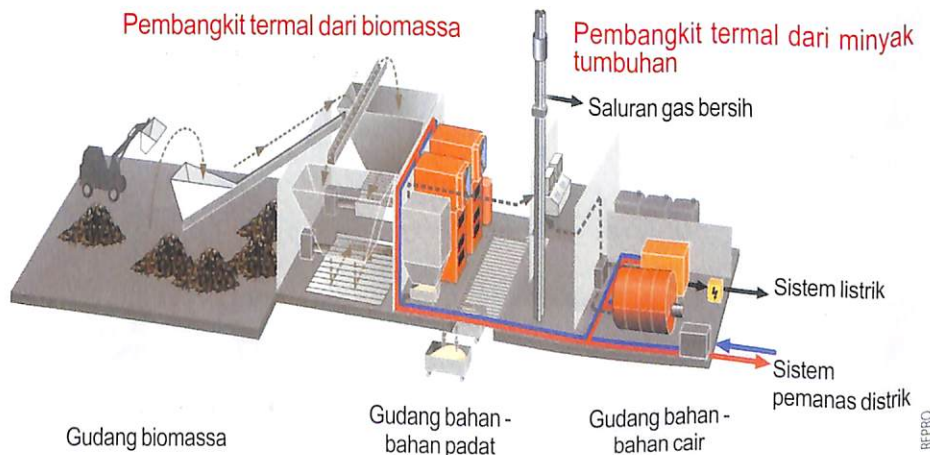 Pembangkit termal dari biomassa
Pembangkit termal dari minyak
tumbuhan
Saluran gas bersih
Sistem listrik
Sistem
pemanas distrik
Gudang biomassa
Gudang bahan -
bahan padat
Gudang bahan -
bahan cair
REPRO